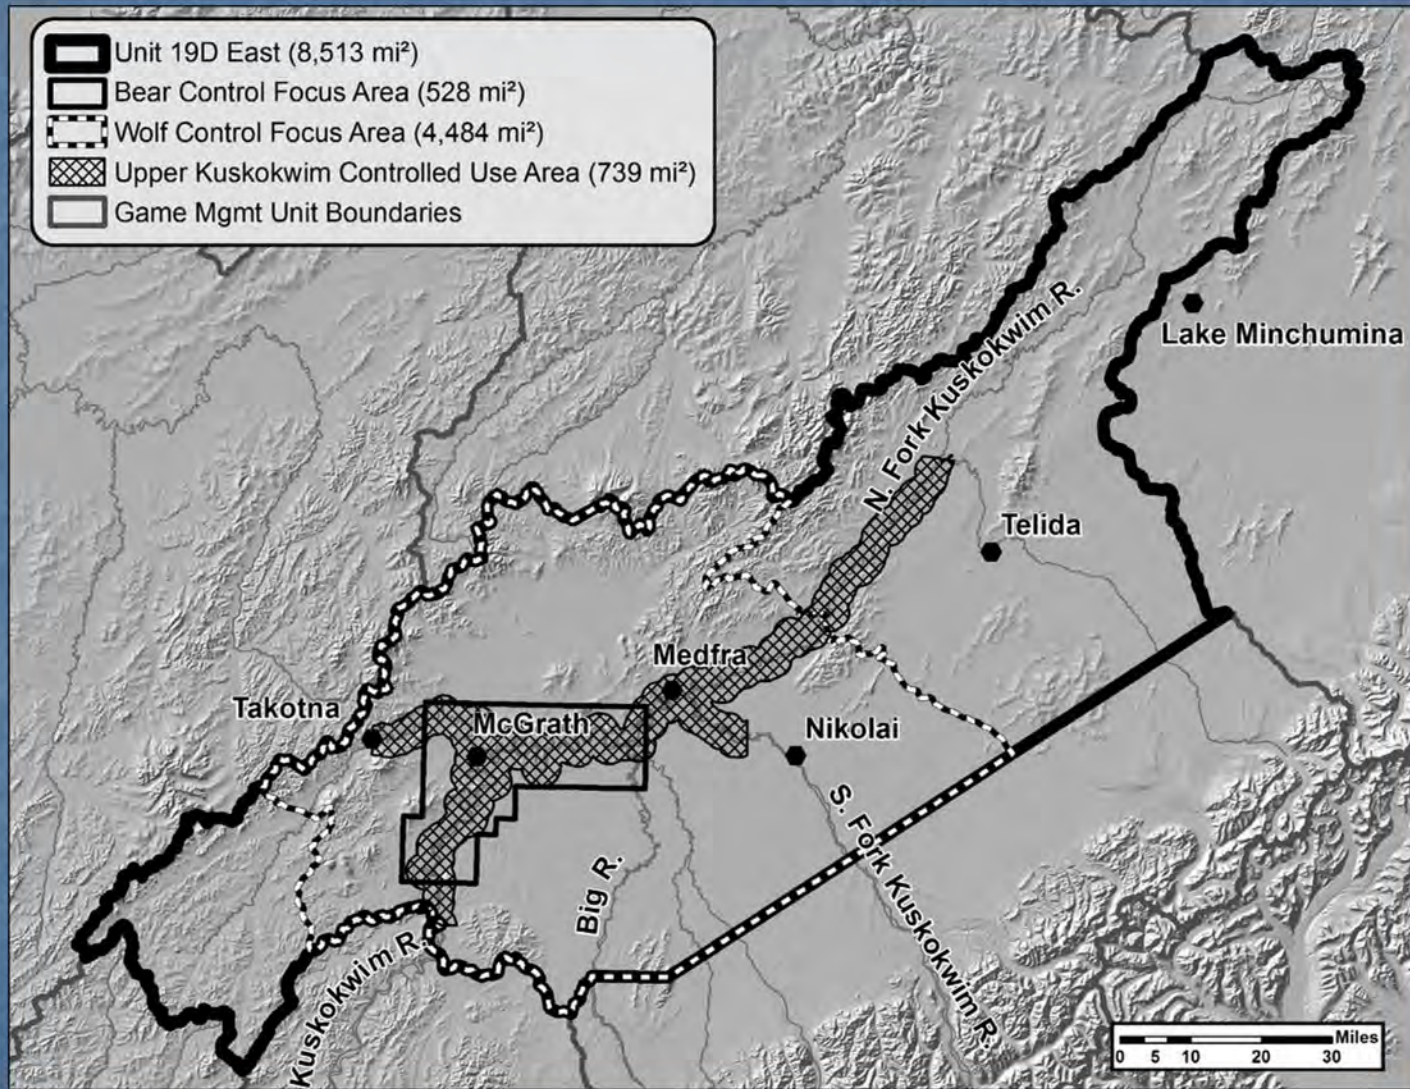 Unit 19D East (8,513 mi²)
Bear Control Focus Area (528 mi²)
Wolf Control Focus Area (4,484 mi²)
Upper Kuskokwim Controlled Use Area (739 mi²)
Game Mgmt Unit Boundaries
N. Fork Kuskokwim R.
Lake Minchumina
Telida
Medfra
Takotna
McGrath
Nikolai
S. Fork Kuskokwim R.
Big R.
Kuskokwim R.
Miles
0 5 10 20 30